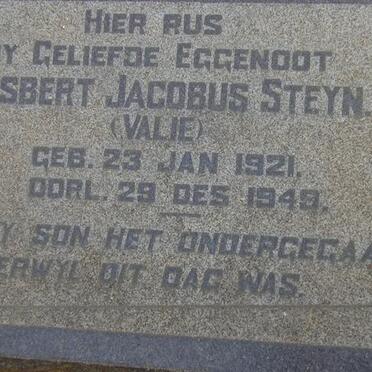 HIER RUS
Y GELIEFDE EGGENOOT
SBERT JACOBUS STEYN.
(VALIE)
GEB. 23 JAN 1921.
OORL. 29 DES 1949.
Y SON HET ONDERGEGAA
ERWYL DIT DAG WAS.